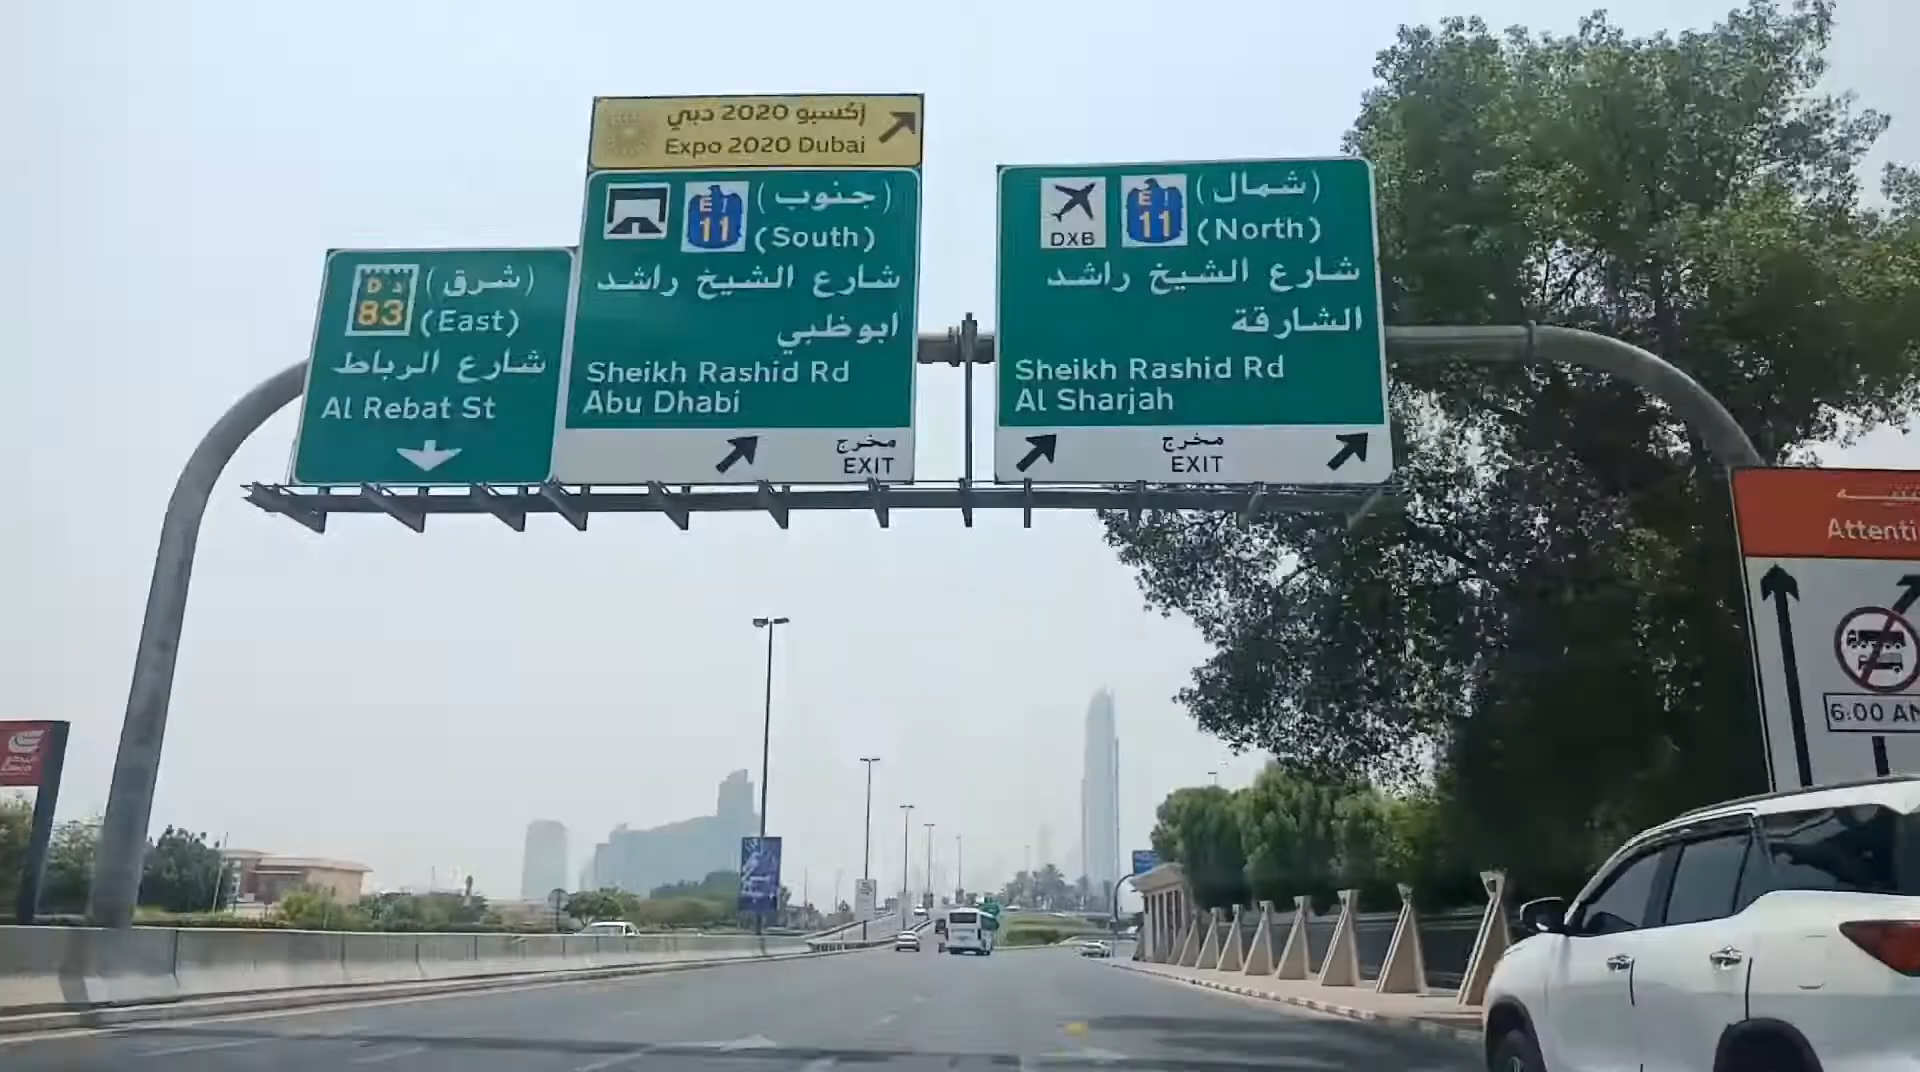 إكسبو 2020 دبي
Expo 2020 Dubai
D د
83
(شرق)
(East)
شارع الرباط
Al Rebat St
E
11
(جنوب)
(South)
شارع الشيخ راشد
ابوظبي
Sheikh Rashid Rd
Abu Dhabi
مخرج
EXIT
DXB
E
11
(شمال)
(North)
شارع الشيخ راشد
الشارقة
Sheikh Rashid Rd
Al Sharjah
مخرج
EXIT
Attenti
6:00 AM